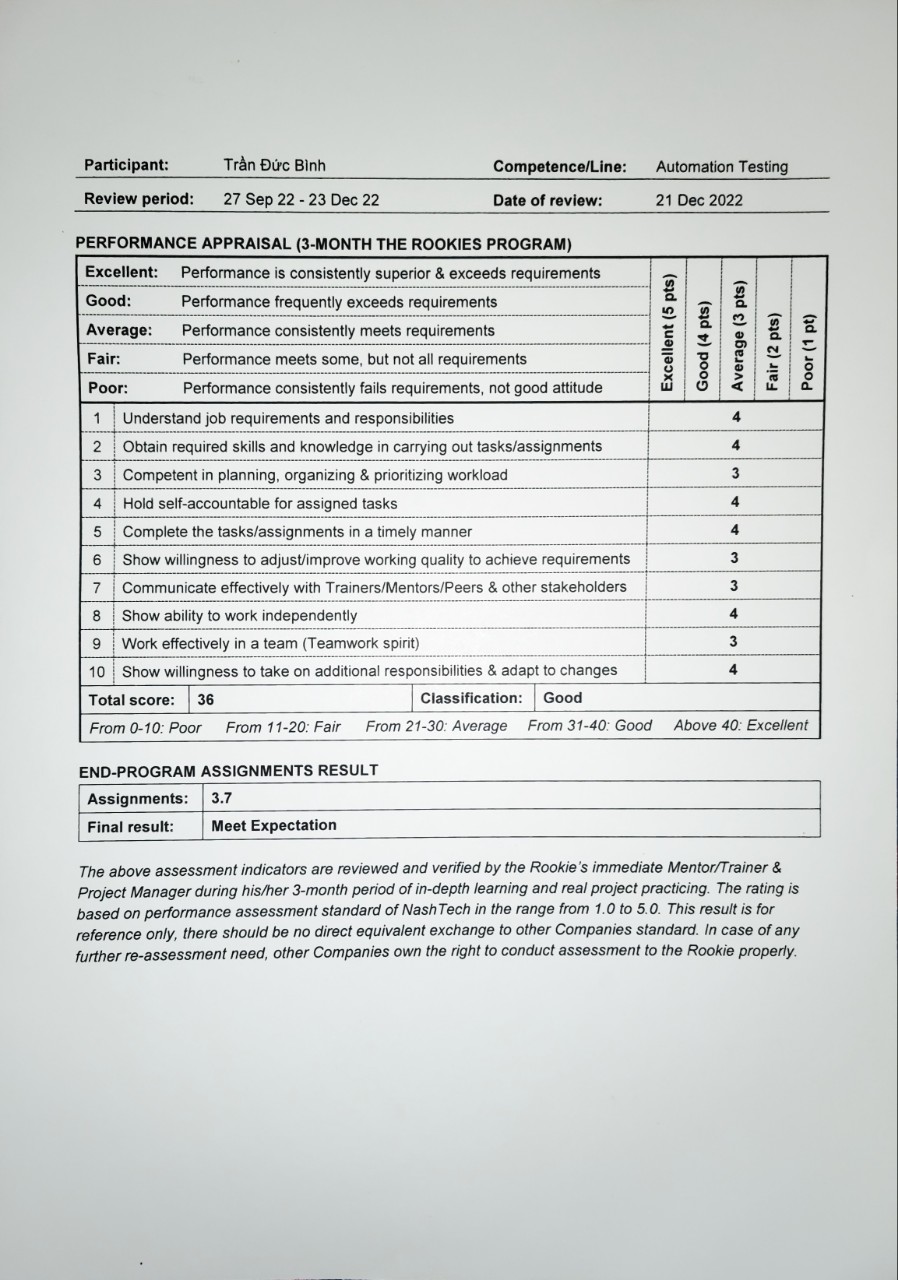 Participant: Trần Đức Bình Competence/Line: Automation Testing
Review period: 27 Sep 22 - 23 Dec 22 Date of review: 21 Dec 2022
PERFORMANCE APPRAISAL (3-MONTH THE ROOKIES PROGRAM)
Excellent: Performance is consistently superior & exceeds requirements
Good: Performance frequently exceeds requirements
Average: Performance consistently meets requirements
Fair: Performance meets some, but not all requirements
Poor: Performance consistently fails requirements, not good attitude
Excellent (5 pts)
Good (4 pts)
Average (3 pts)
Fair (2 pts)
Poor (1 pt)
1 Understand job requirements and responsibilities 4
2 Obtain required skills and knowledge in carrying out tasks/assignments 4
3 Competent in planning, organizing & prioritizing workload 3
4 Hold self-accountable for assigned tasks 4
5 Complete the tasks/assignments in a timely manner 4
6 Show willingness to adjust/improve working quality to achieve requirements 3
7 Communicate effectively with Trainers/Mentors/Peers & other stakeholders 3
8 Show ability to work independently 4
9 Work effectively in a team (Teamwork spirit) 3
10 Show willingness to take on additional responsibilities & adapt to changes 4
Total score: 36 Classification: Good
From 0-10: Poor From 11-20: Fair From 21-30: Average From 31-40: Good Above 40: Excellent
END-PROGRAM ASSIGNMENTS RESULT
Assignments: 3.7
Final result: Meet Expectation
The above assessment indicators are reviewed and verified by the Rookie's immediate Mentor/Trainer &
Project Manager during his/her 3-month period of in-depth learning and real project practicing. The rating is
based on performance assessment standard of NashTech in the range from 1.0 to 5.0. This result is for
reference only, there should be no direct equivalent exchange to other Companies standard. In case of any
further re-assessment need, other Companies own the right to conduct assessment to the Rookie properly.